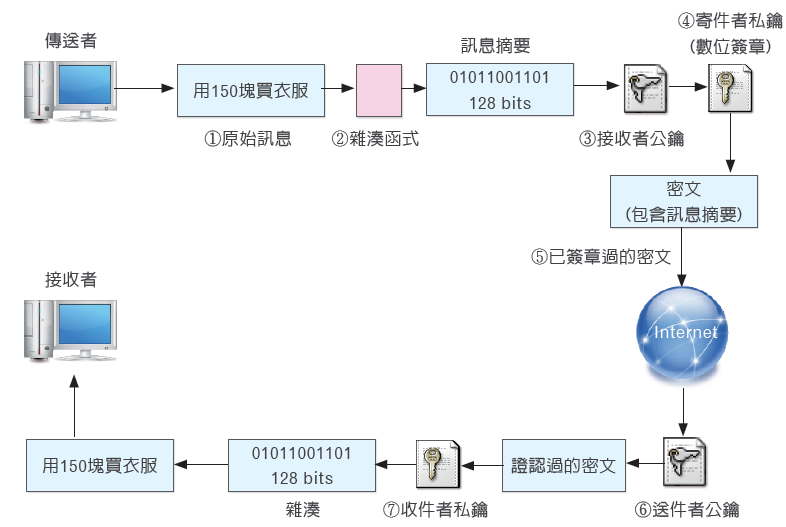 傳送者
用150塊買衣服
①原始訊息
②雜湊函式
訊息摘要
01011001101
128 bits
③接收者公鑰
④寄件者私鑰
(數位簽章)
密文
(包含訊息摘要)
⑤已簽章過的密文
Internet
⑥送件者公鑰
證認過的密文
⑦收件者私鑰
01011001101
128 bits
雜湊
用150塊買衣服
接收者